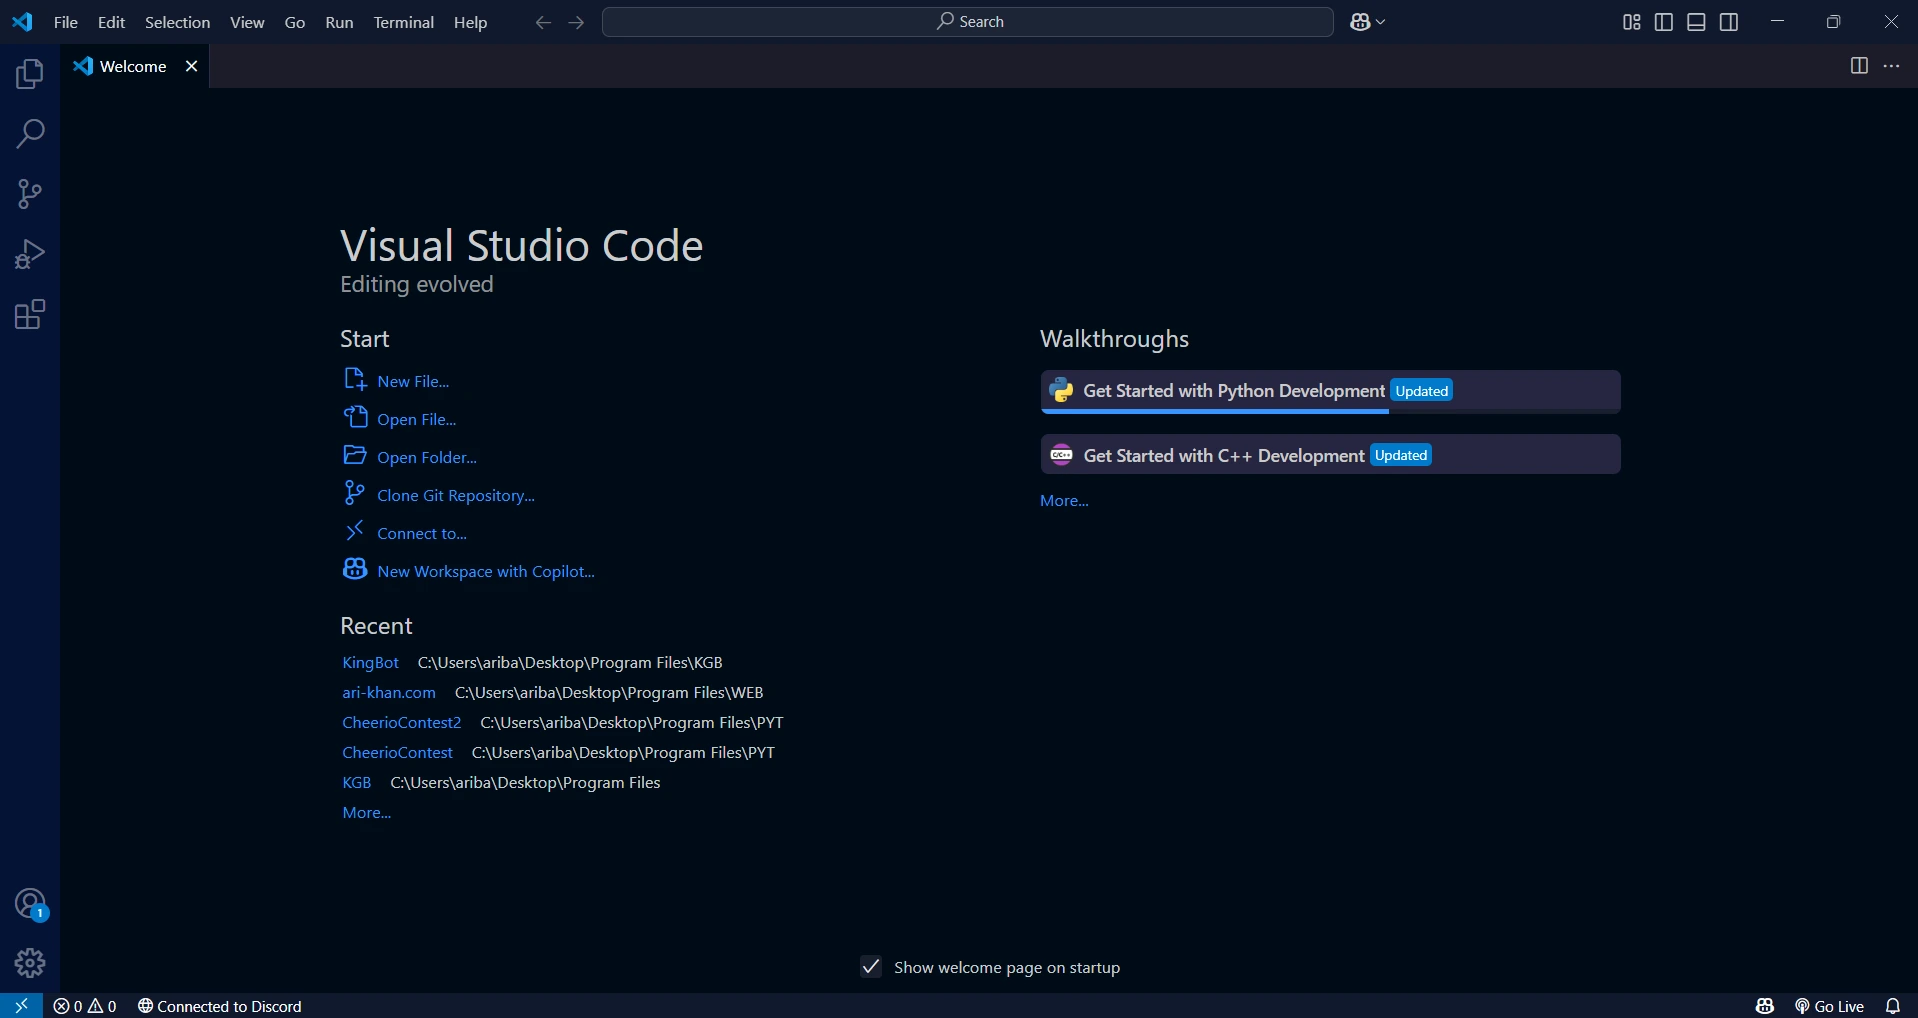 File Edit Selection View Go Run Terminal Help Search
Welcome
Visual Studio Code
Editing evolved
Start
New File...
Open File...
Open Folder...
Clone Git Repository...
Connect to...
New Workspace with Copilot...
Recent
KingBot C:\Users\ariba\Desktop\Program Files\KGB
ari-khan.com C:\Users\ariba\Desktop\Program Files\WEB
CheerioContest2 C:\Users\ariba\Desktop\Program Files\PYT
CheerioContest C:\Users\ariba\Desktop\Program Files\PYT
KGB C:\Users\ariba\Desktop\Program Files
More...
Walkthroughs
Get Started with Python Development Updated
C/C++ Get Started with C++ Development Updated
More...
Show welcome page on startup
1
0 0 Connected to Discord Go Live